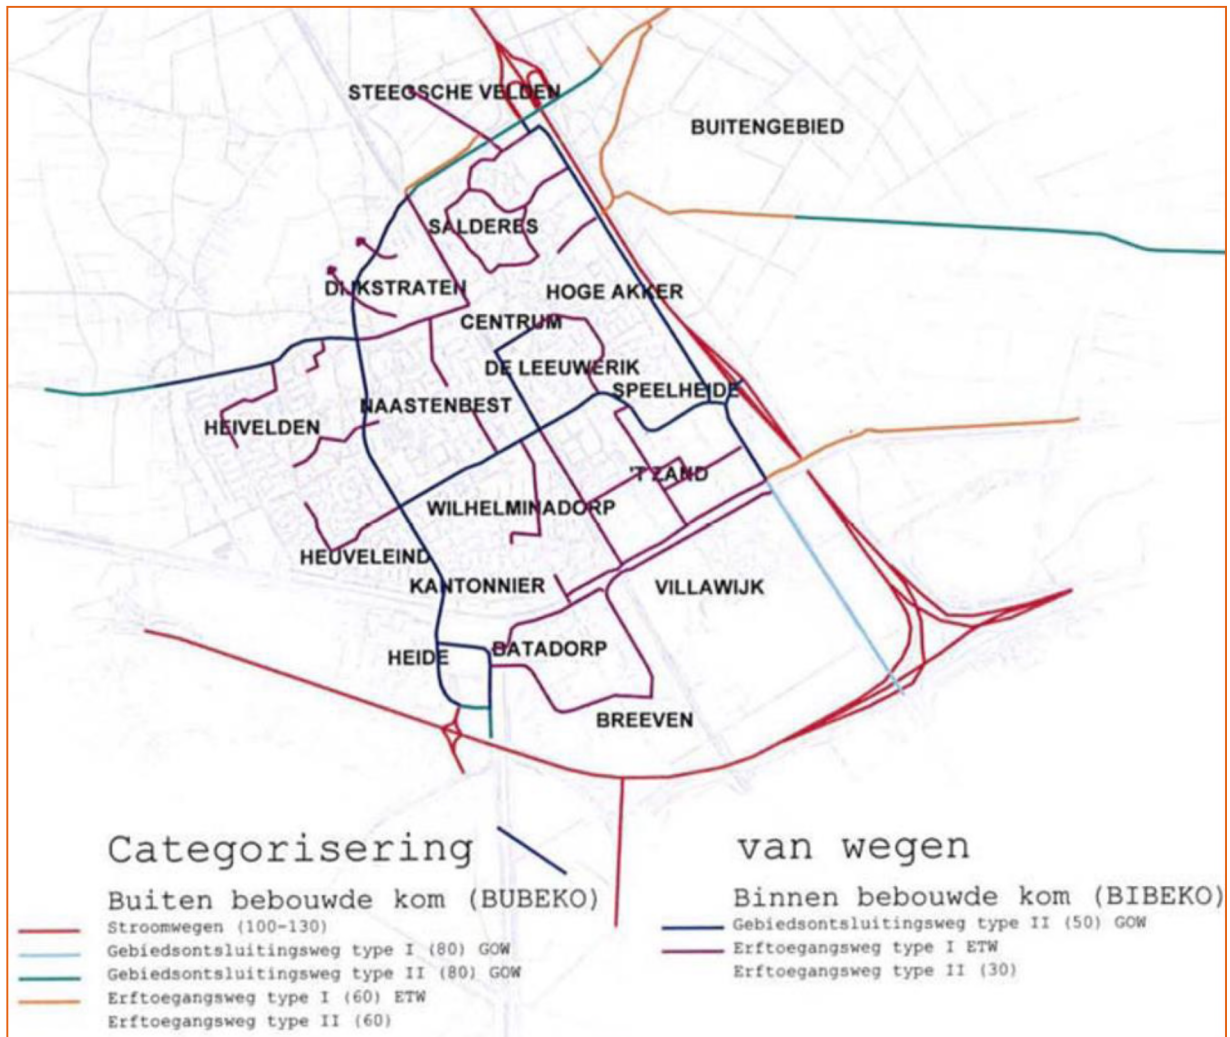 STEEGSCHE VELDEN
BUITENGEBIED
SALDERES
DIJKSTRATEN
HOGE AKKER
CENTRUM
DE LEEUWERIK
SPEELHEIDE
NAASTENBEST
HEIVELDEN
'T ZAND
WILHELMINADORP
HEUVELEIND
KANTONNIER
VILLAWIJK
BATADORP
HEIDE
BREEVEN
Categorisering van wegen
Buiten bebouwde kom (BUBEKO)
Stroomwegen (100-130)
Gebiedsontsluitingsweg type I (80) GOW
Gebiedsontsluitingsweg type II (80) GOW
Erftoegangsweg type I (60) ETW
Erftoegangsweg type II (60)
Binnen bebouwde kom (BIBEKO)
Gebiedsontsluitingsweg type II (50) GOW
Erftoegangsweg type I ETW
Erftoegangsweg type II (30)